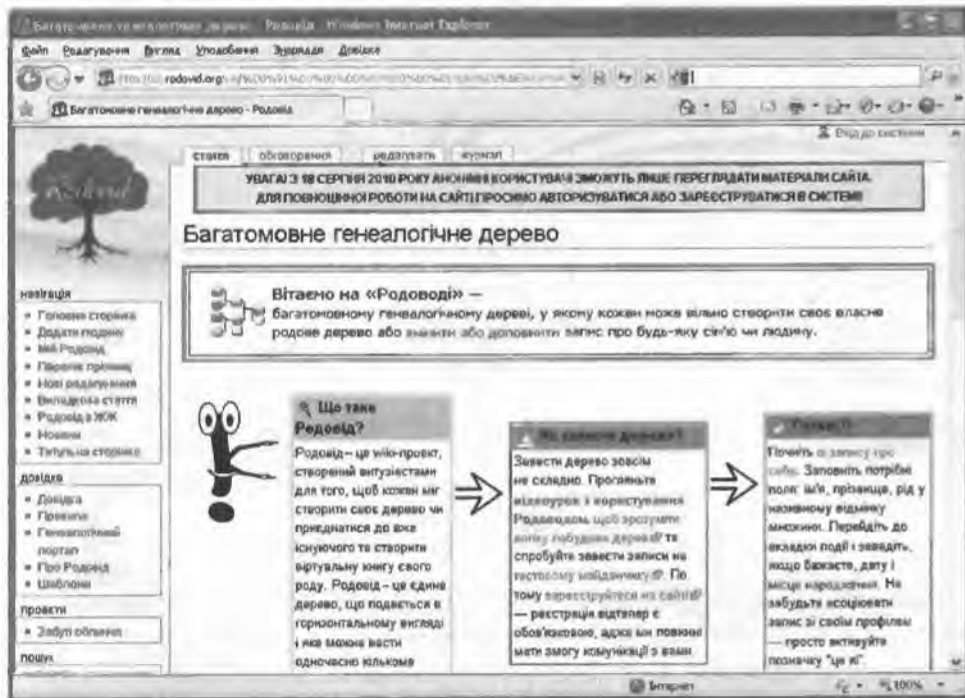 Багатомовне генеалогічне дерево - Родовід - Windows Internet Explorer
Файл Редагування Вигляд Уподобання Знаряддя Довідка
rodovid.org
Багатомовне генеалогічне дерево - Родовід
Вхід до системи
rodovid
стаття обговорення редагувати журнал
УВАГА! З 18 СЕРПНЯ 2010 РОКУ АНОНІМНІ КОРИСТУВАЧІ ЗМОЖУТЬ ЛИШЕ ПЕРЕГЛЯДАТИ МАТЕРІАЛИ САЙТА.
ДЛЯ ПОВНОЦІННОЇ РОБОТИ НА САЙТІ ПРОСИМО АВТОРИЗУВАТИСЯ АБО ЗАРЕЄСТРУВАТИСЯ В СИСТЕМІ!
Багатомовне генеалогічне дерево
Вітаємо на «Родоводі» —
багатомовному генеалогічному дереві, у якому кожен може вільно створити своє власне
родове дерево або змінити або доповнити запис про будь-яку сім'ю чи людину.
навігація
Головна сторінка
Додати людину
Мій Родовід
Перелік прізвищ
Нові редагування
Випадкова стаття
Родовід в ЖЖ
Новини
Титульна сторінка
довідка
Довідка
Правила
Генеалогічний
портал
Про Родовід
Шаблони
проекти
Забуті обличчя
пошук
Що таке
Родовід?
Родовід – це wiki-проект,
створений ентузіастами
для того, щоб кожен міг
створити своє дерево чи
приєднатися до вже
існуючого та створити
віртуальну книгу свого
роду. Родовід – це єдине
дерево, що подається в
горизонтальному вигляді
і яке можна вести
одночасно кількома
дерево?
Завести дерево зовсім
не складно. Прогляньте
відеоурок з користування
Родоводом, щоб зрозуміти
логіку побудови дерев та
спробуйте завести записи на
тестовому майданчику. По
тому зареєструйтеся на сайті
— реєстрація відтепер є
обов'язковою, адже ми повинні
мати змогу комунікації з вами
Почніть зі запису про
себе. Заповніть потрібні
поля: ім'я, прізвище, рід у
називному відмінку
множини. Перейдіть до
вкладки події і заведіть,
якщо бажаєте, дату і
місце народження. Не
забудьте асоціювати
запис зі своїм профілем
— просто активуйте
позначку "це я!".
Інтернет
100%